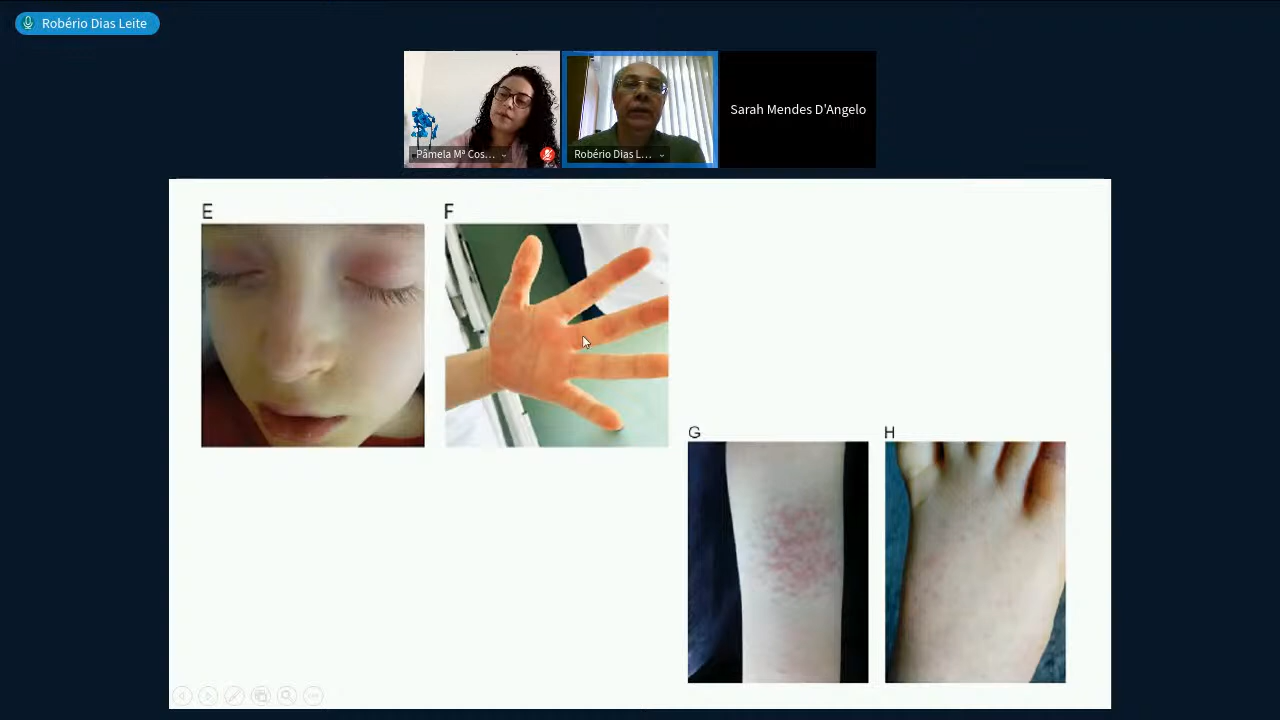 Robério Dias Leite
Pâmela Mª Cos...
Robério Dias L...
Sarah Mendes D'Angelo
E
F
G
H